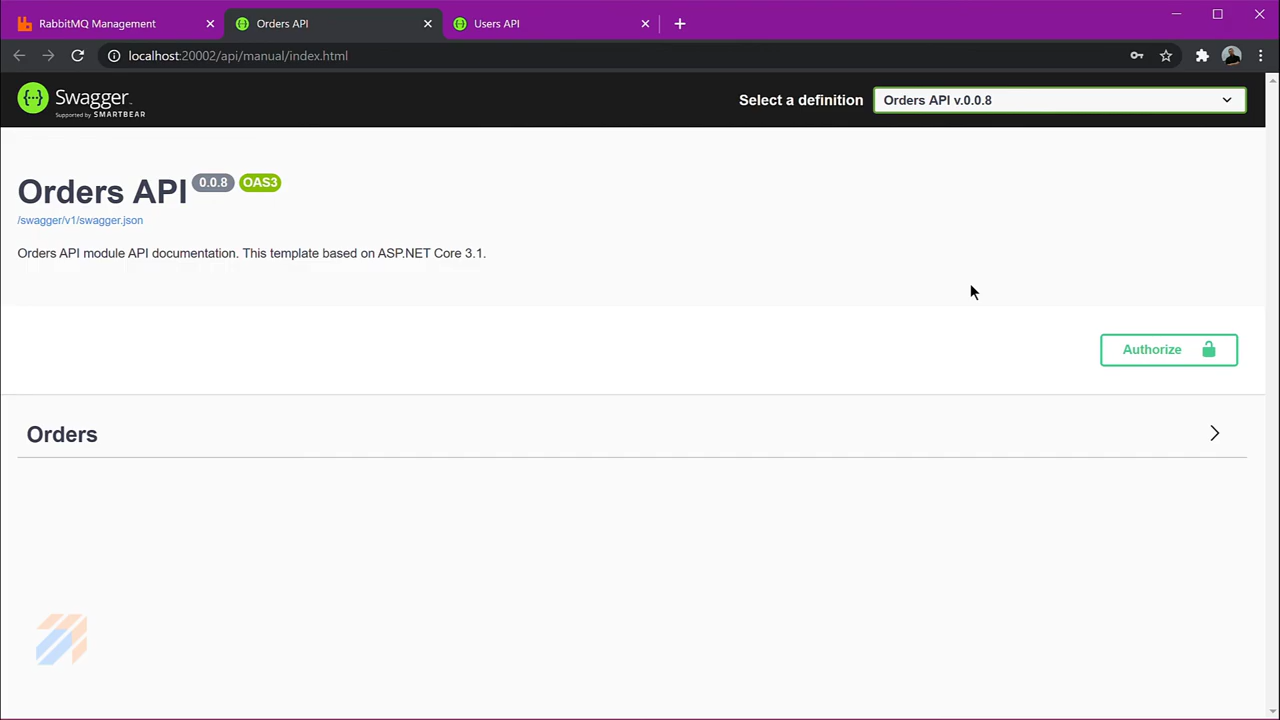 RabbitMQ Management
Orders API
Users API
localhost:20002/api/manual/index.html
Swagger
Supported by SMARTBEAR
Select a definition
Orders API v.0.0.8
Orders API 0.0.8 OAS3
/swagger/v1/swagger.json
Orders API module API documentation. This template based on ASP.NET Core 3.1.
Authorize
Orders